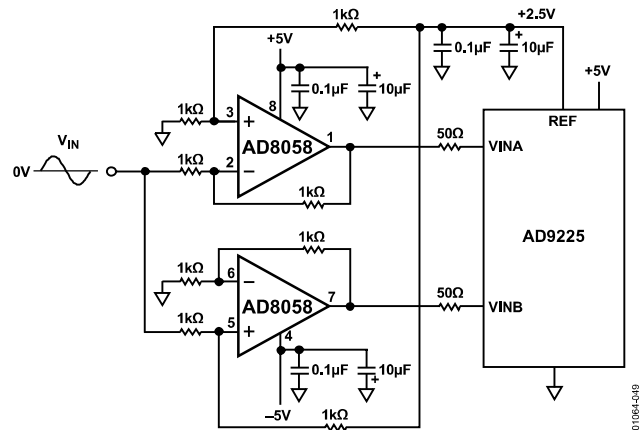 1kΩ
+2.5V
+5V
0.1µF
+
10µF
0.1µF
+
10µF
+5V
1kΩ
3
8
+
REF
VIN
1
50Ω
VINA
AD8058
0V
1kΩ
2
−
1kΩ
AD9225
1kΩ
1kΩ
6
−
AD8058
7
50Ω
VINB
1kΩ
5
+
4
0.1µF
10µF
+
−5V
1kΩ
01064-049